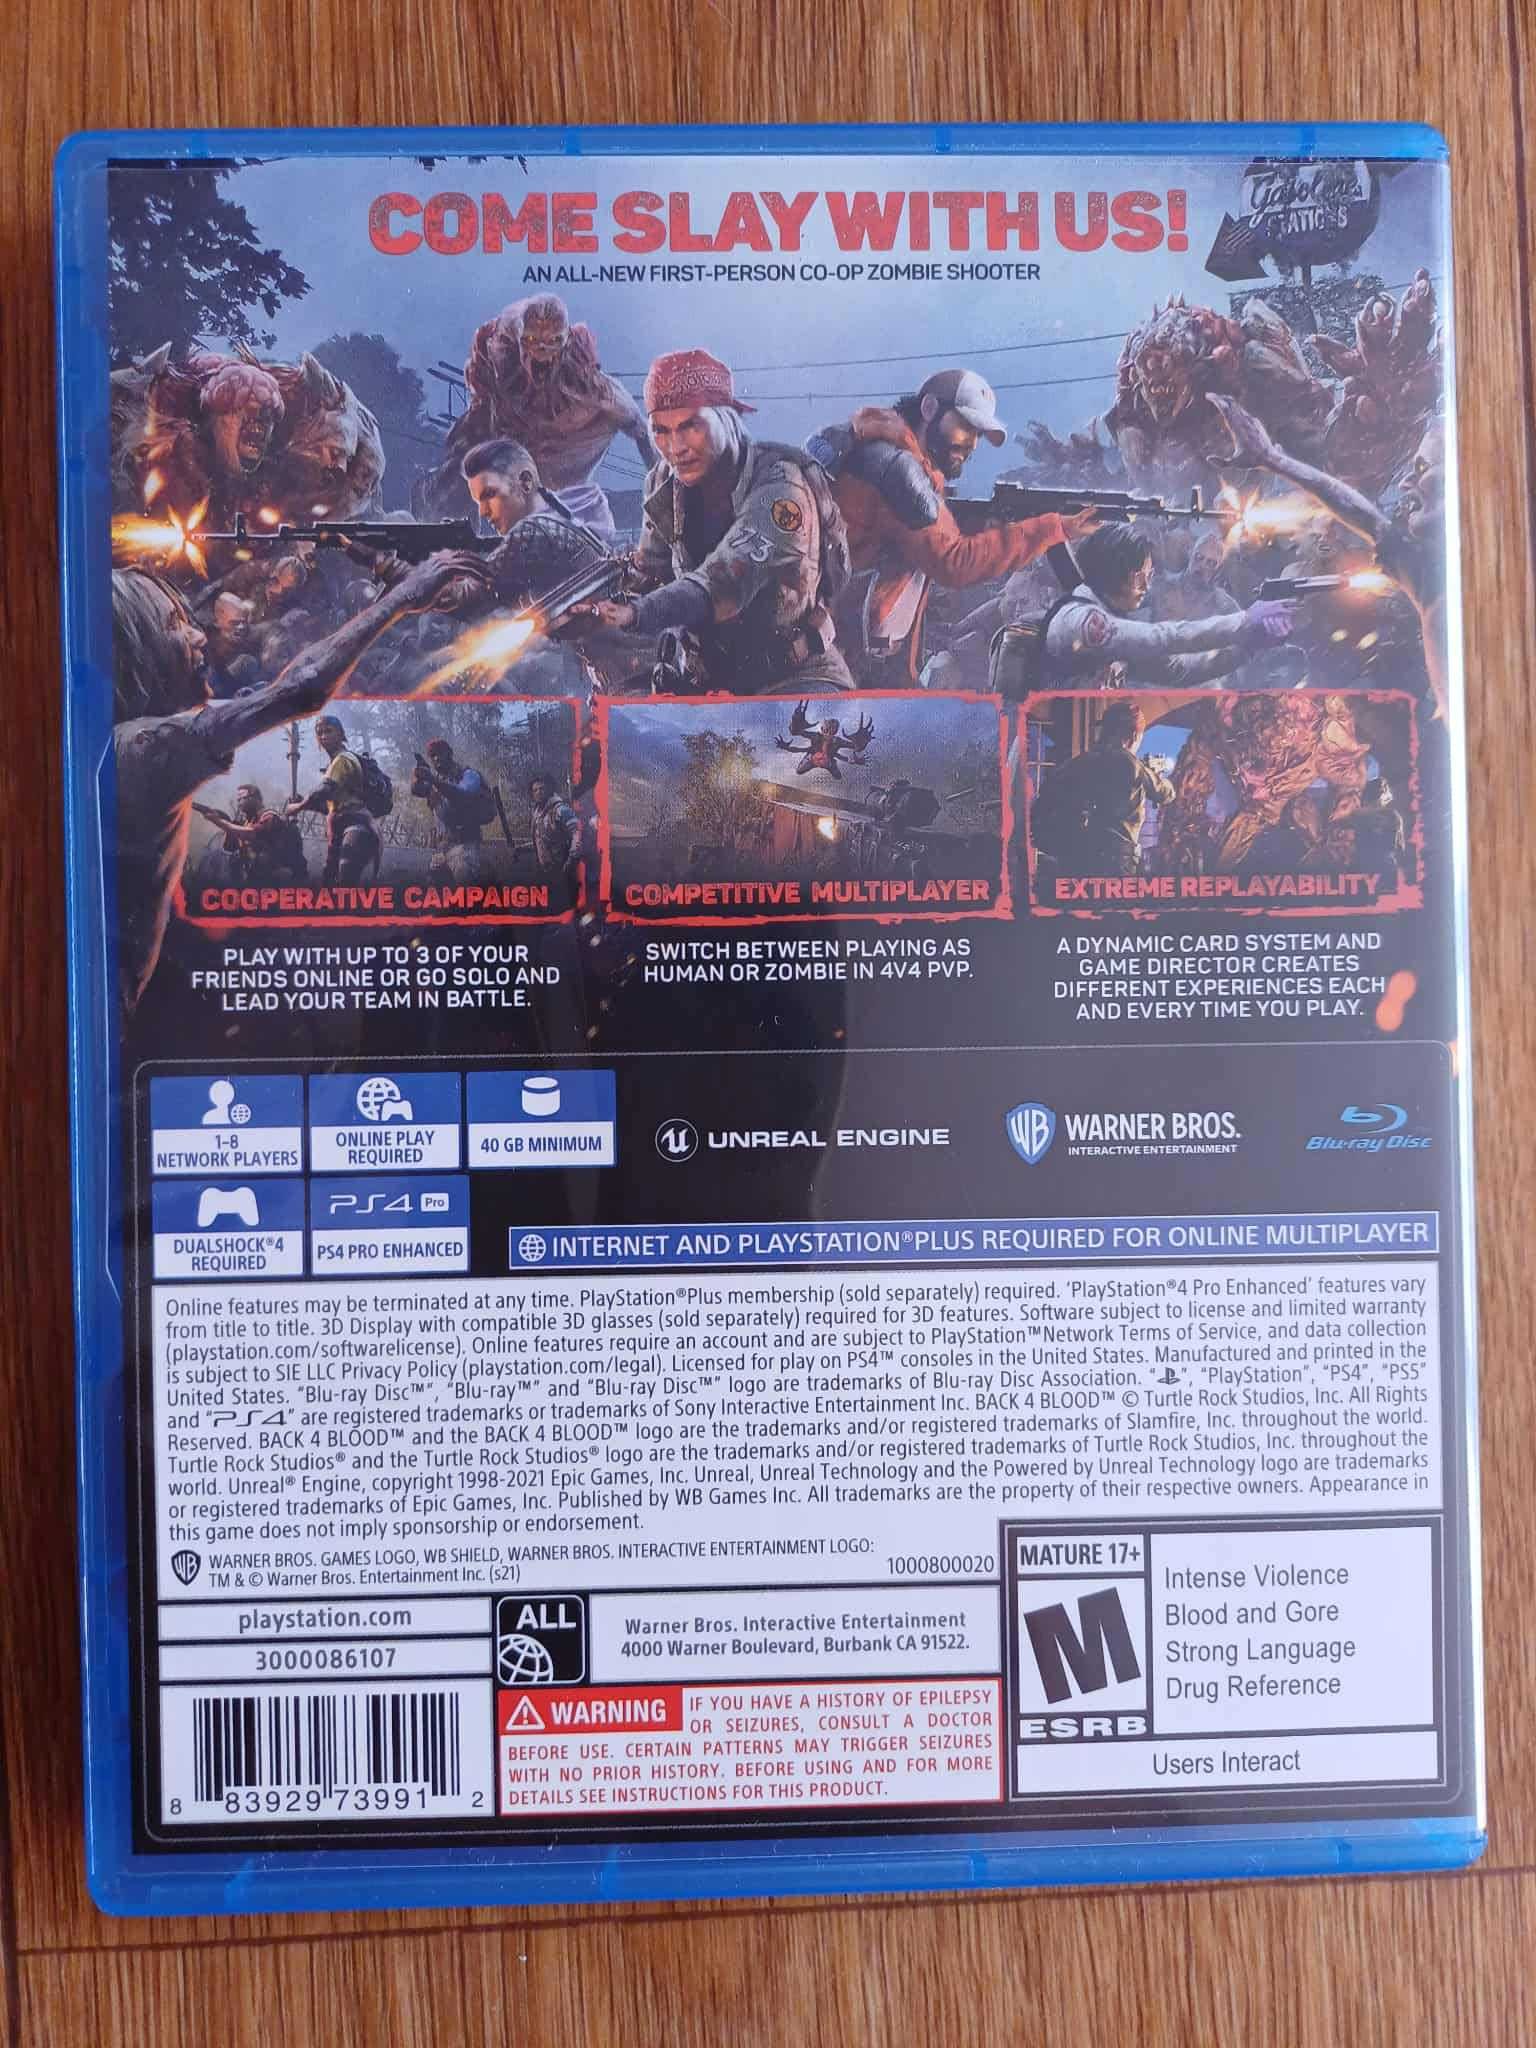 Gasoline
STATION
COME SLAY WITH US!
AN ALL-NEW FIRST-PERSON CO-OP ZOMBIE SHOOTER
73
COOPERATIVE CAMPAIGN
PLAY WITH UP TO 3 OF YOUR
FRIENDS ONLINE OR GO SOLO AND
LEAD YOUR TEAM IN BATTLE.
COMPETITIVE MULTIPLAYER
SWITCH BETWEEN PLAYING AS
HUMAN OR ZOMBIE IN 4V4 PVP.
EXTREME REPLAYABILITY
A DYNAMIC CARD SYSTEM AND
GAME DIRECTOR CREATES
DIFFERENT EXPERIENCES EACH
AND EVERY TIME YOU PLAY.
1-8
NETWORK PLAYERS
ONLINE PLAY
REQUIRED
40 GB MINIMUM
UNREAL ENGINE
WB
WARNER BROS.
INTERACTIVE ENTERTAINMENT
Blu-ray Disc
DUALSHOCK®4
REQUIRED
PS4 Pro
PS4 PRO ENHANCED
INTERNET AND PLAYSTATION®PLUS REQUIRED FOR ONLINE MULTIPLAYER
Online features may be terminated at any time. PlayStation®Plus membership (sold separately) required. 'PlayStation®4 Pro Enhanced' features vary
from title to title. 3D Display with compatible 3D glasses (sold separately) required for 3D features. Software subject to license and limited warranty
(playstation.com/softwarelicense). Online features require an account and are subject to PlayStation™Network Terms of Service, and data collection
is subject to SIE LLC Privacy Policy (playstation.com/legal). Licensed for play on PS4™ consoles in the United States. Manufactured and printed in the
United States. "Blu-ray Disc™", "Blu-ray™" and "Blu-ray Disc™" logo are trademarks of Blu-ray Disc Association. "PS", "PlayStation", "PS4", "PS5"
and "PS4" are registered trademarks or trademarks of Sony Interactive Entertainment Inc. BACK 4 BLOOD™ © Turtle Rock Studios, Inc. All Rights
Reserved. BACK 4 BLOOD™ and the BACK 4 BLOOD™ logo are the trademarks and/or registered trademarks of Slamfire, Inc. throughout the world.
Turtle Rock Studios® and the Turtle Rock Studios® logo are the trademarks and/or registered trademarks of Turtle Rock Studios, Inc. throughout the
world. Unreal® Engine, copyright 1998-2021 Epic Games, Inc. Unreal, Unreal Technology and the Powered by Unreal Technology logo are trademarks
or registered trademarks of Epic Games, Inc. Published by WB Games Inc. All trademarks are the property of their respective owners. Appearance in
this game does not imply sponsorship or endorsement.
WB
WARNER BROS. GAMES LOGO, WB SHIELD, WARNER BROS. INTERACTIVE ENTERTAINMENT LOGO:
TM & © Warner Bros. Entertainment Inc. (s21)
1000800020
playstation.com
3000086107
ALL
Warner Bros. Interactive Entertainment
4000 Warner Boulevard, Burbank CA 91522.
8 83929 73991 2
WARNING
IF YOU HAVE A HISTORY OF EPILEPSY
OR SEIZURES, CONSULT A DOCTOR
BEFORE USE. CERTAIN PATTERNS MAY TRIGGER SEIZURES
WITH NO PRIOR HISTORY. BEFORE USING AND FOR MORE
DETAILS SEE INSTRUCTIONS FOR THIS PRODUCT.
MATURE 17+
M
ESRB
Intense Violence
Blood and Gore
Strong Language
Drug Reference
Users Interact